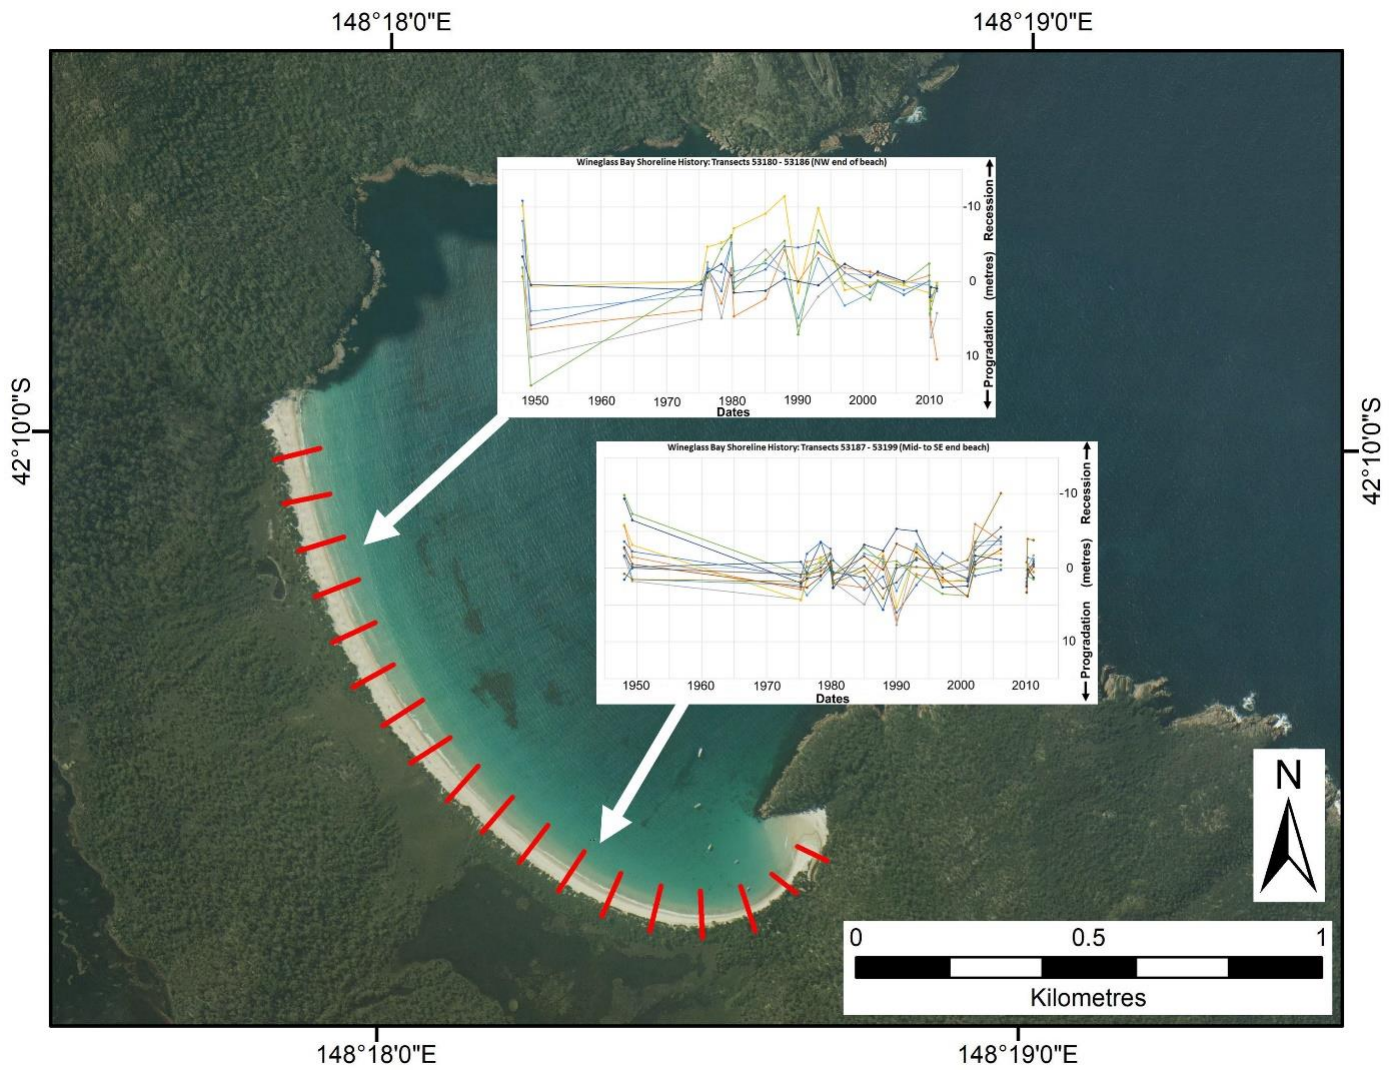 148°18'0"E
148°19'0"E
42°10'0"S
42°10'0"S
Wineglass Bay Shoreline History: Transects 53180 - 53186 (NW end of beach)
-10
0
10
Progradation (metres) Recession
1950 1960 1970 1980 1990 2000 2010
Dates
Wineglass Bay Shoreline History: Transects 53187 - 53199 (Mid- to SE end beach)
-10
0
10
Progradation (metres) Recession
1950 1960 1970 1980 1990 2000 2010
Dates
N
0 0.5 1
Kilometres
148°18'0"E
148°19'0"E